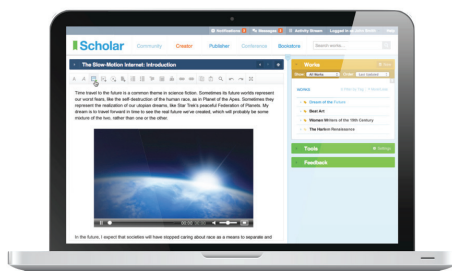 Notifications Messages Activity Stream Logged in as Help
Scholar Community Creator Publisher Conference Bookstore Search works...
The Slow-Motion Internet: Introduction
Time travel to the future is a common theme in science fiction. Sometimes its future worlds represent
our worst fears, like the self-destruction of the human race, as in Planet of the Apes. Sometimes they
represent the realization of our utopian dreams, like Star Trek's peaceful Federation of Planets. My
dream is to travel forward in time to see the real future we've created, which will probably be some
mixture of the two, rather than one or the other.
00:00
In the future, I expect that societies will have stopped caring about race as a means to separate and
Works
All Works
WORKS
Dream of the Future
Beat Art
Women Writers of the 19th Century
The Harlem Renaissance
Tools Settings
Feedback